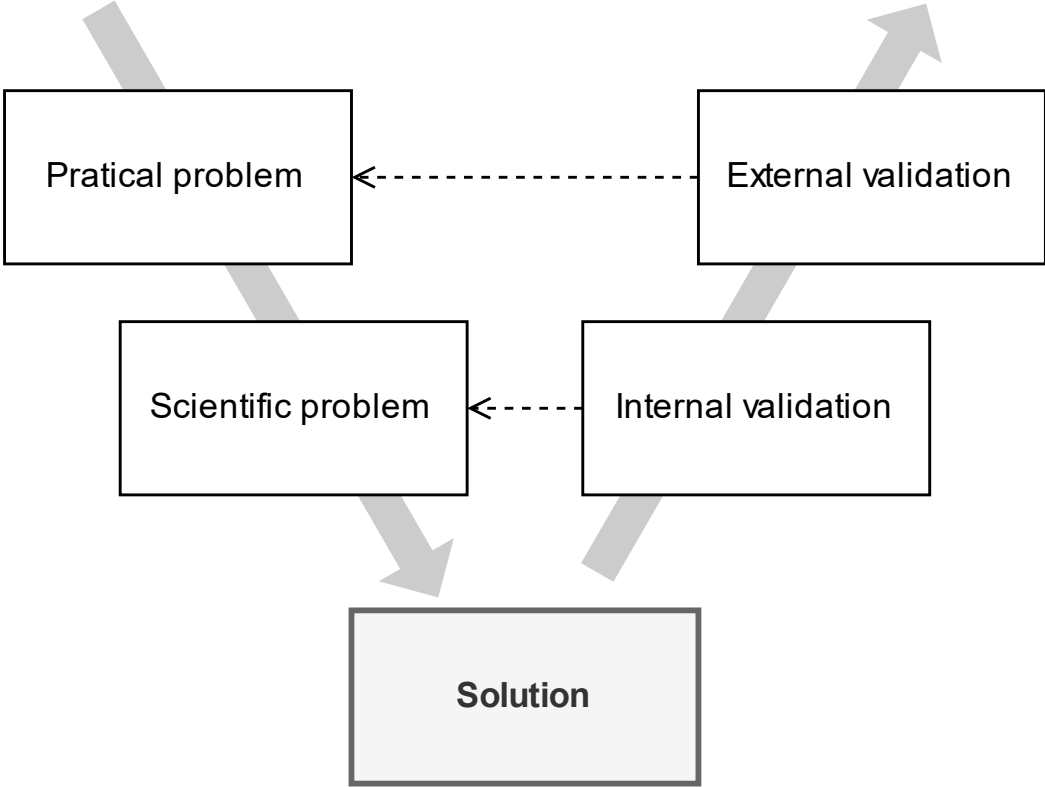 Pratical problem
External validation
Scientific problem
Internal validation
Solution